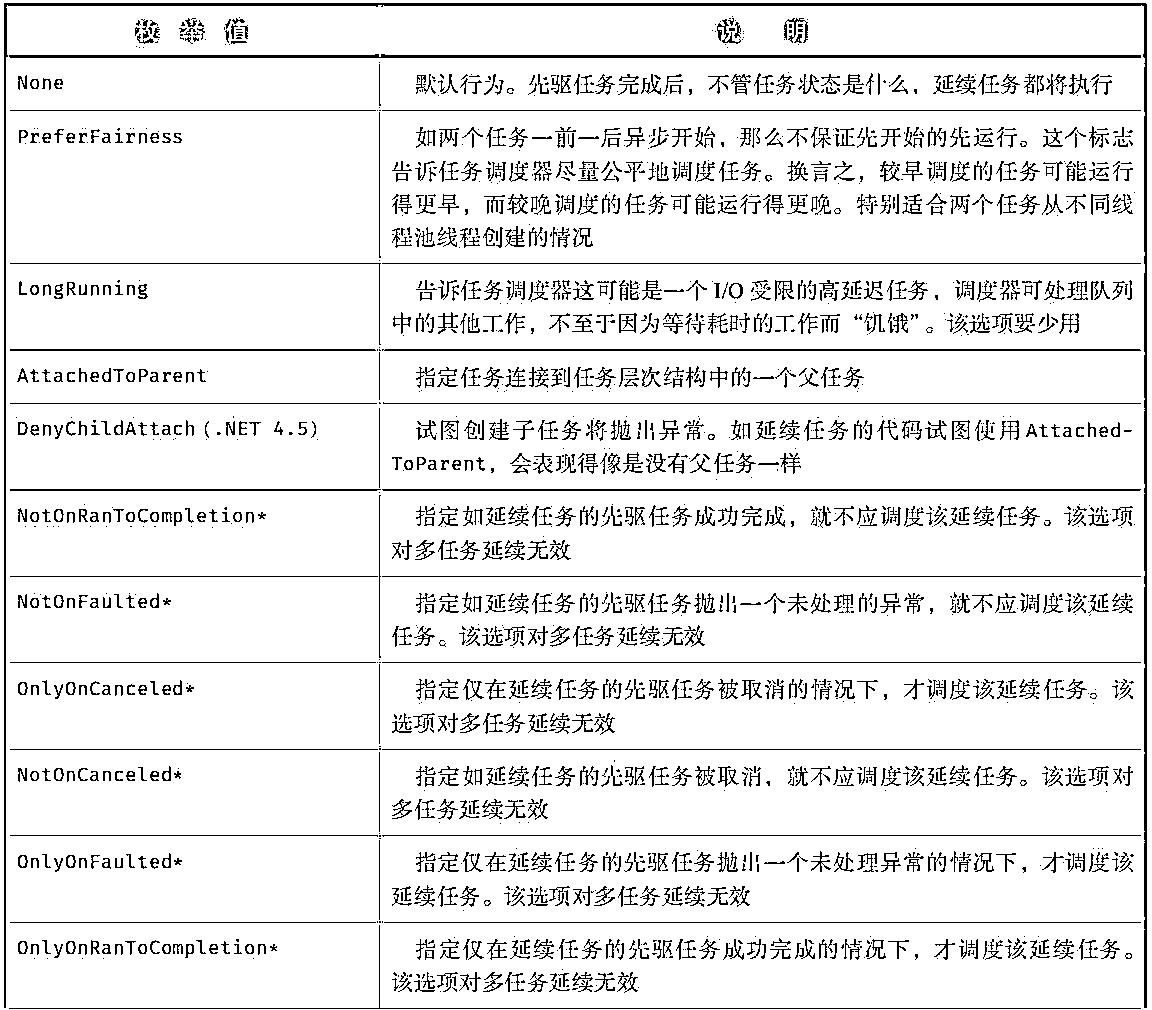 枚 举 值 说 明
None 默认行为。先驱任务完成后，不管任务状态是什么，延续任务都将执行
PreferFairness 如两个任务一前一后异步开始，那么不保证先开始的先运行。这个标志
告诉任务调度器尽量公平地调度任务。换言之，较早调度的任务可能运行
得更早，而较晚调度的任务可能运行得更晚。特别适合两个任务从不同线
程池线程创建的情况
LongRunning 告诉任务调度器这可能是一个 I/O 受限的高延迟任务，调度器可处理队列
中的其他工作，不至于因为等待耗时的工作而“饥饿”。该选项要少用
AttachedToParent 指定任务连接到任务层次结构中的一个父任务
DenyChildAttach (.NET 4.5) 试图创建子任务将抛出异常。如延续任务的代码试图使用Attached-
ToParent，会表现得像是没有父任务一样
NotOnRanToCompletion* 指定如延续任务的先驱任务成功完成，就不应调度该延续任务。该选项
对多任务延续无效
NotOnFaulted* 指定如延续任务的先驱任务抛出一个未处理的异常，就不应调度该延续
任务。该选项对多任务延续无效
OnlyOnCanceled* 指定仅在延续任务的先驱任务被取消的情况下，才调度该延续任务。该
选项对多任务延续无效
NotOnCanceled* 指定如延续任务的先驱任务被取消，就不应调度该延续任务。该选项对
多任务延续无效
OnlyOnFaulted* 指定仅在延续任务的先驱任务抛出一个未处理异常的情况下，才调度该
延续任务。该选项对多任务延续无效
OnlyOnRanToCompletion* 指定仅在延续任务的先驱任务成功完成的情况下，才调度该延续任务。
该选项对多任务延续无效